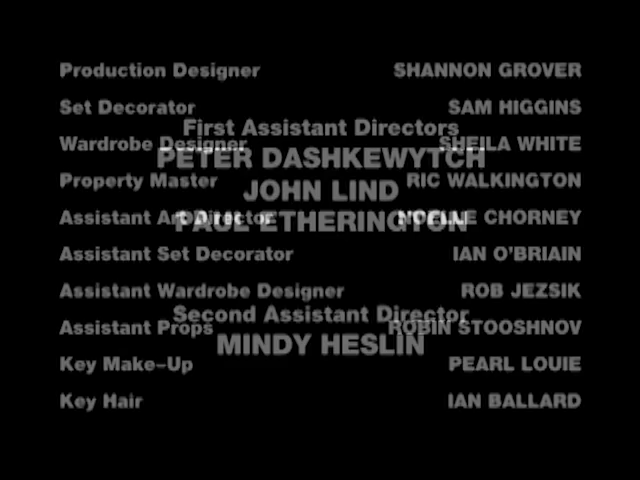 Production Designer SHANNON GROVER
Set Decorator SAM HIGGINS
First Assistant Directors
Wardrobe Designer SHEILA WHITE
PETER DASHKEWYTCH
Property Master RIC WALKINGTON
JOHN LIND
Assistant Art Director NOELLE CHORNEY
PAUL ETHERINGTON
Assistant Set Decorator IAN O'BRIAIN
Assistant Wardrobe Designer ROB JEZSIK
Second Assistant Director
Assistant Props ROBIN STOOSHNOV
MINDY HESLIN
Key Make-Up PEARL LOUIE
Key Hair IAN BALLARD